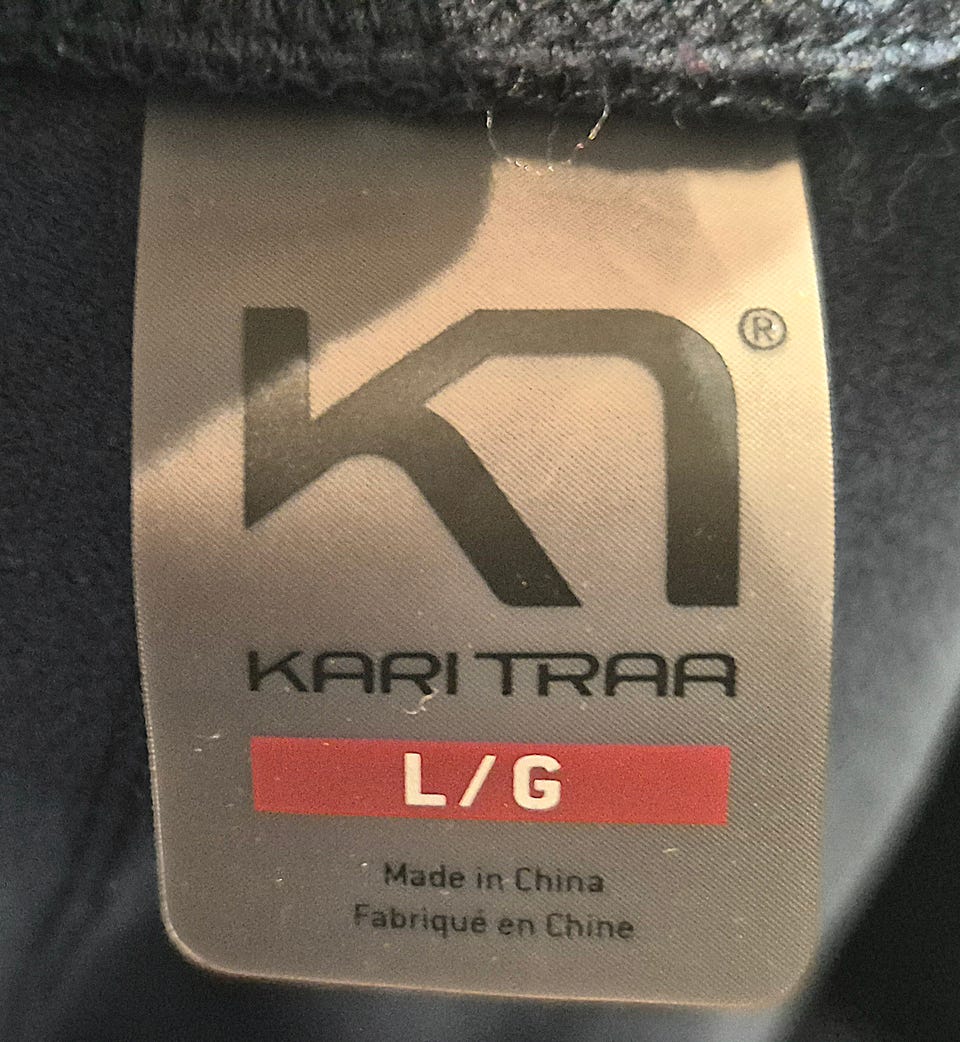 ®
KARI TRAA
L/G
Made in China
Fabriqué en Chine